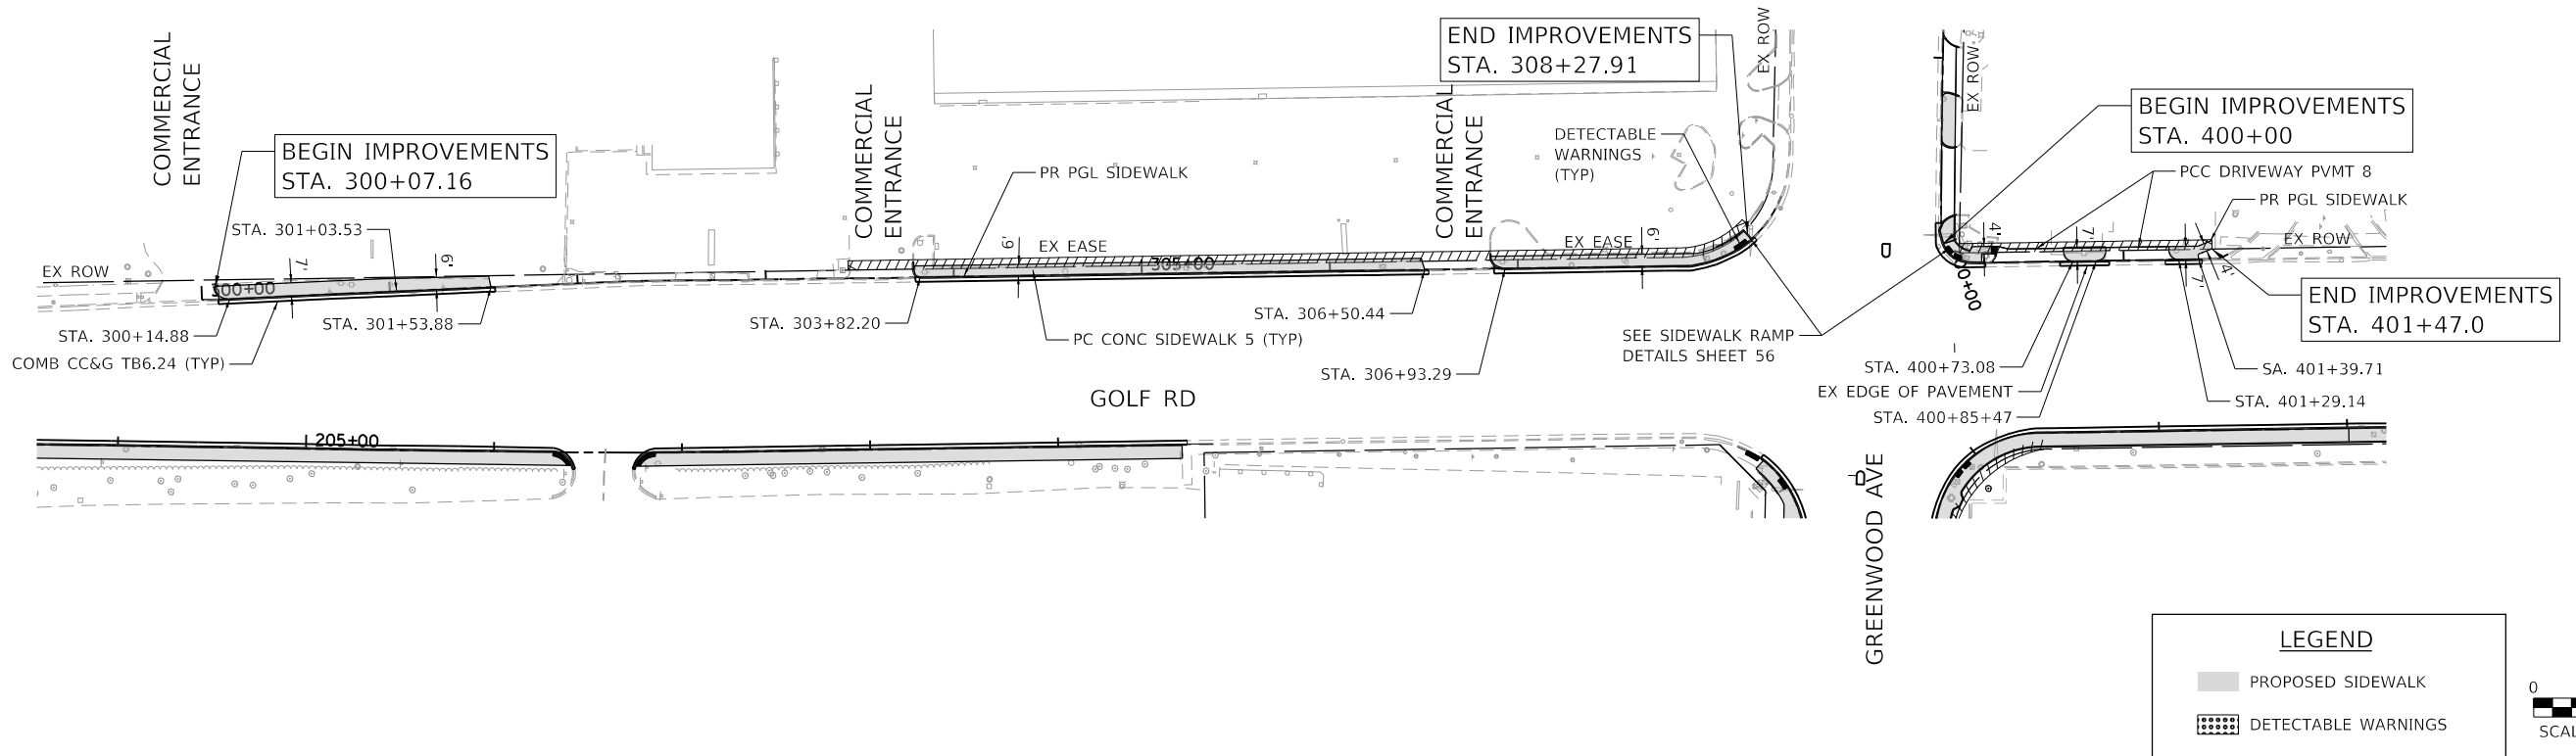 COMMERCIAL
ENTRANCE
BEGIN IMPROVEMENTS
STA. 300+07.16
STA. 301+03.53
7'
6'
EX ROW
300+00
STA. 300+14.88
STA. 301+53.88
COMB CC&G TB6.24 (TYP)
COMMERCIAL
ENTRANCE
PR PGL SIDEWALK
9'
EX EASE
305+00
STA. 303+82.20
STA. 306+50.44
PC CONC SIDEWALK 5 (TYP)
COMMERCIAL
ENTRANCE
END IMPROVEMENTS
STA. 308+27.91
EX ROW
DETECTABLE
WARNINGS
(TYP)
EX EASE
6'
STA. 306+93.29
SEE SIDEWALK RAMP
DETAILS SHEET 56
EX ROW
BEGIN IMPROVEMENTS
STA. 400+00
PCC DRIVEWAY PVMT 8
PR PGL SIDEWALK
4'
7'
EX ROW
4'
7'
END IMPROVEMENTS
STA. 401+47.0
STA. 400+73.08
EX EDGE OF PAVEMENT
STA. 400+85+47
SA. 401+39.71
STA. 401+29.14
GOLF RD
205+00
GREENWOOD AVE
LEGEND
PROPOSED SIDEWALK
DETECTABLE WARNINGS
0